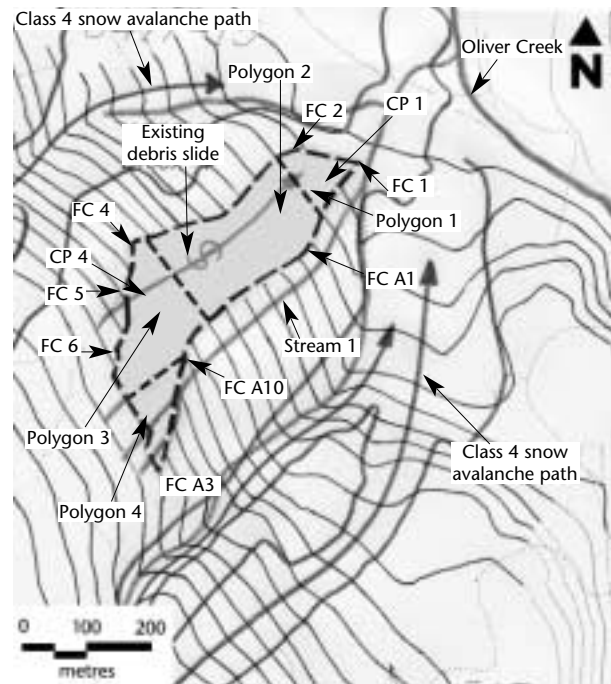 Class 4 snow
avalanche path
Oliver Creek
N
Polygon 2
FC 2
CP 1
Existing
debris slide
FC 1
Polygon 1
FC 4
CP 4
FC 5
FC A1
FC 6
Stream 1
FC A10
Polygon 3
Class 4 snow
avalanche path
FC A3
Polygon 4
0 100 200
metres